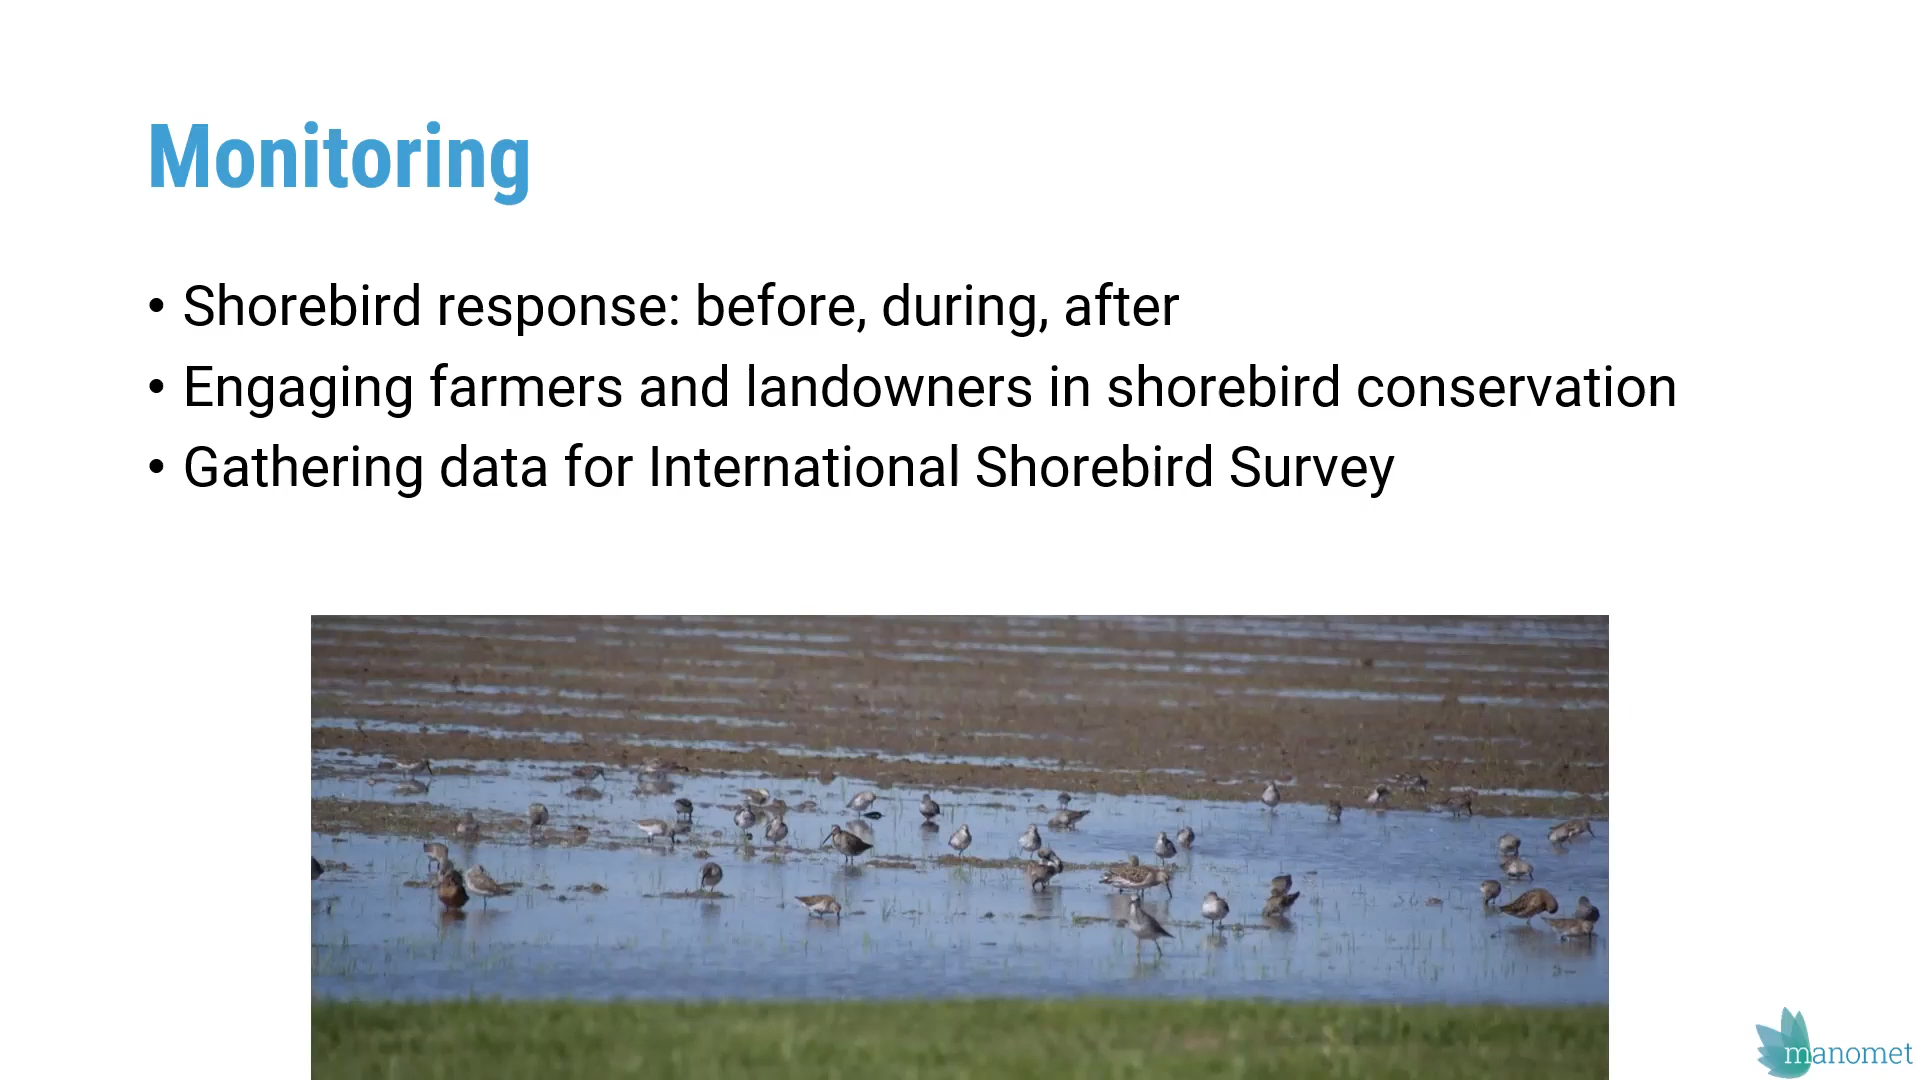 Monitoring
• Shorebird response: before, during, after
• Engaging farmers and landowners in shorebird conservation
• Gathering data for International Shorebird Survey
manomet